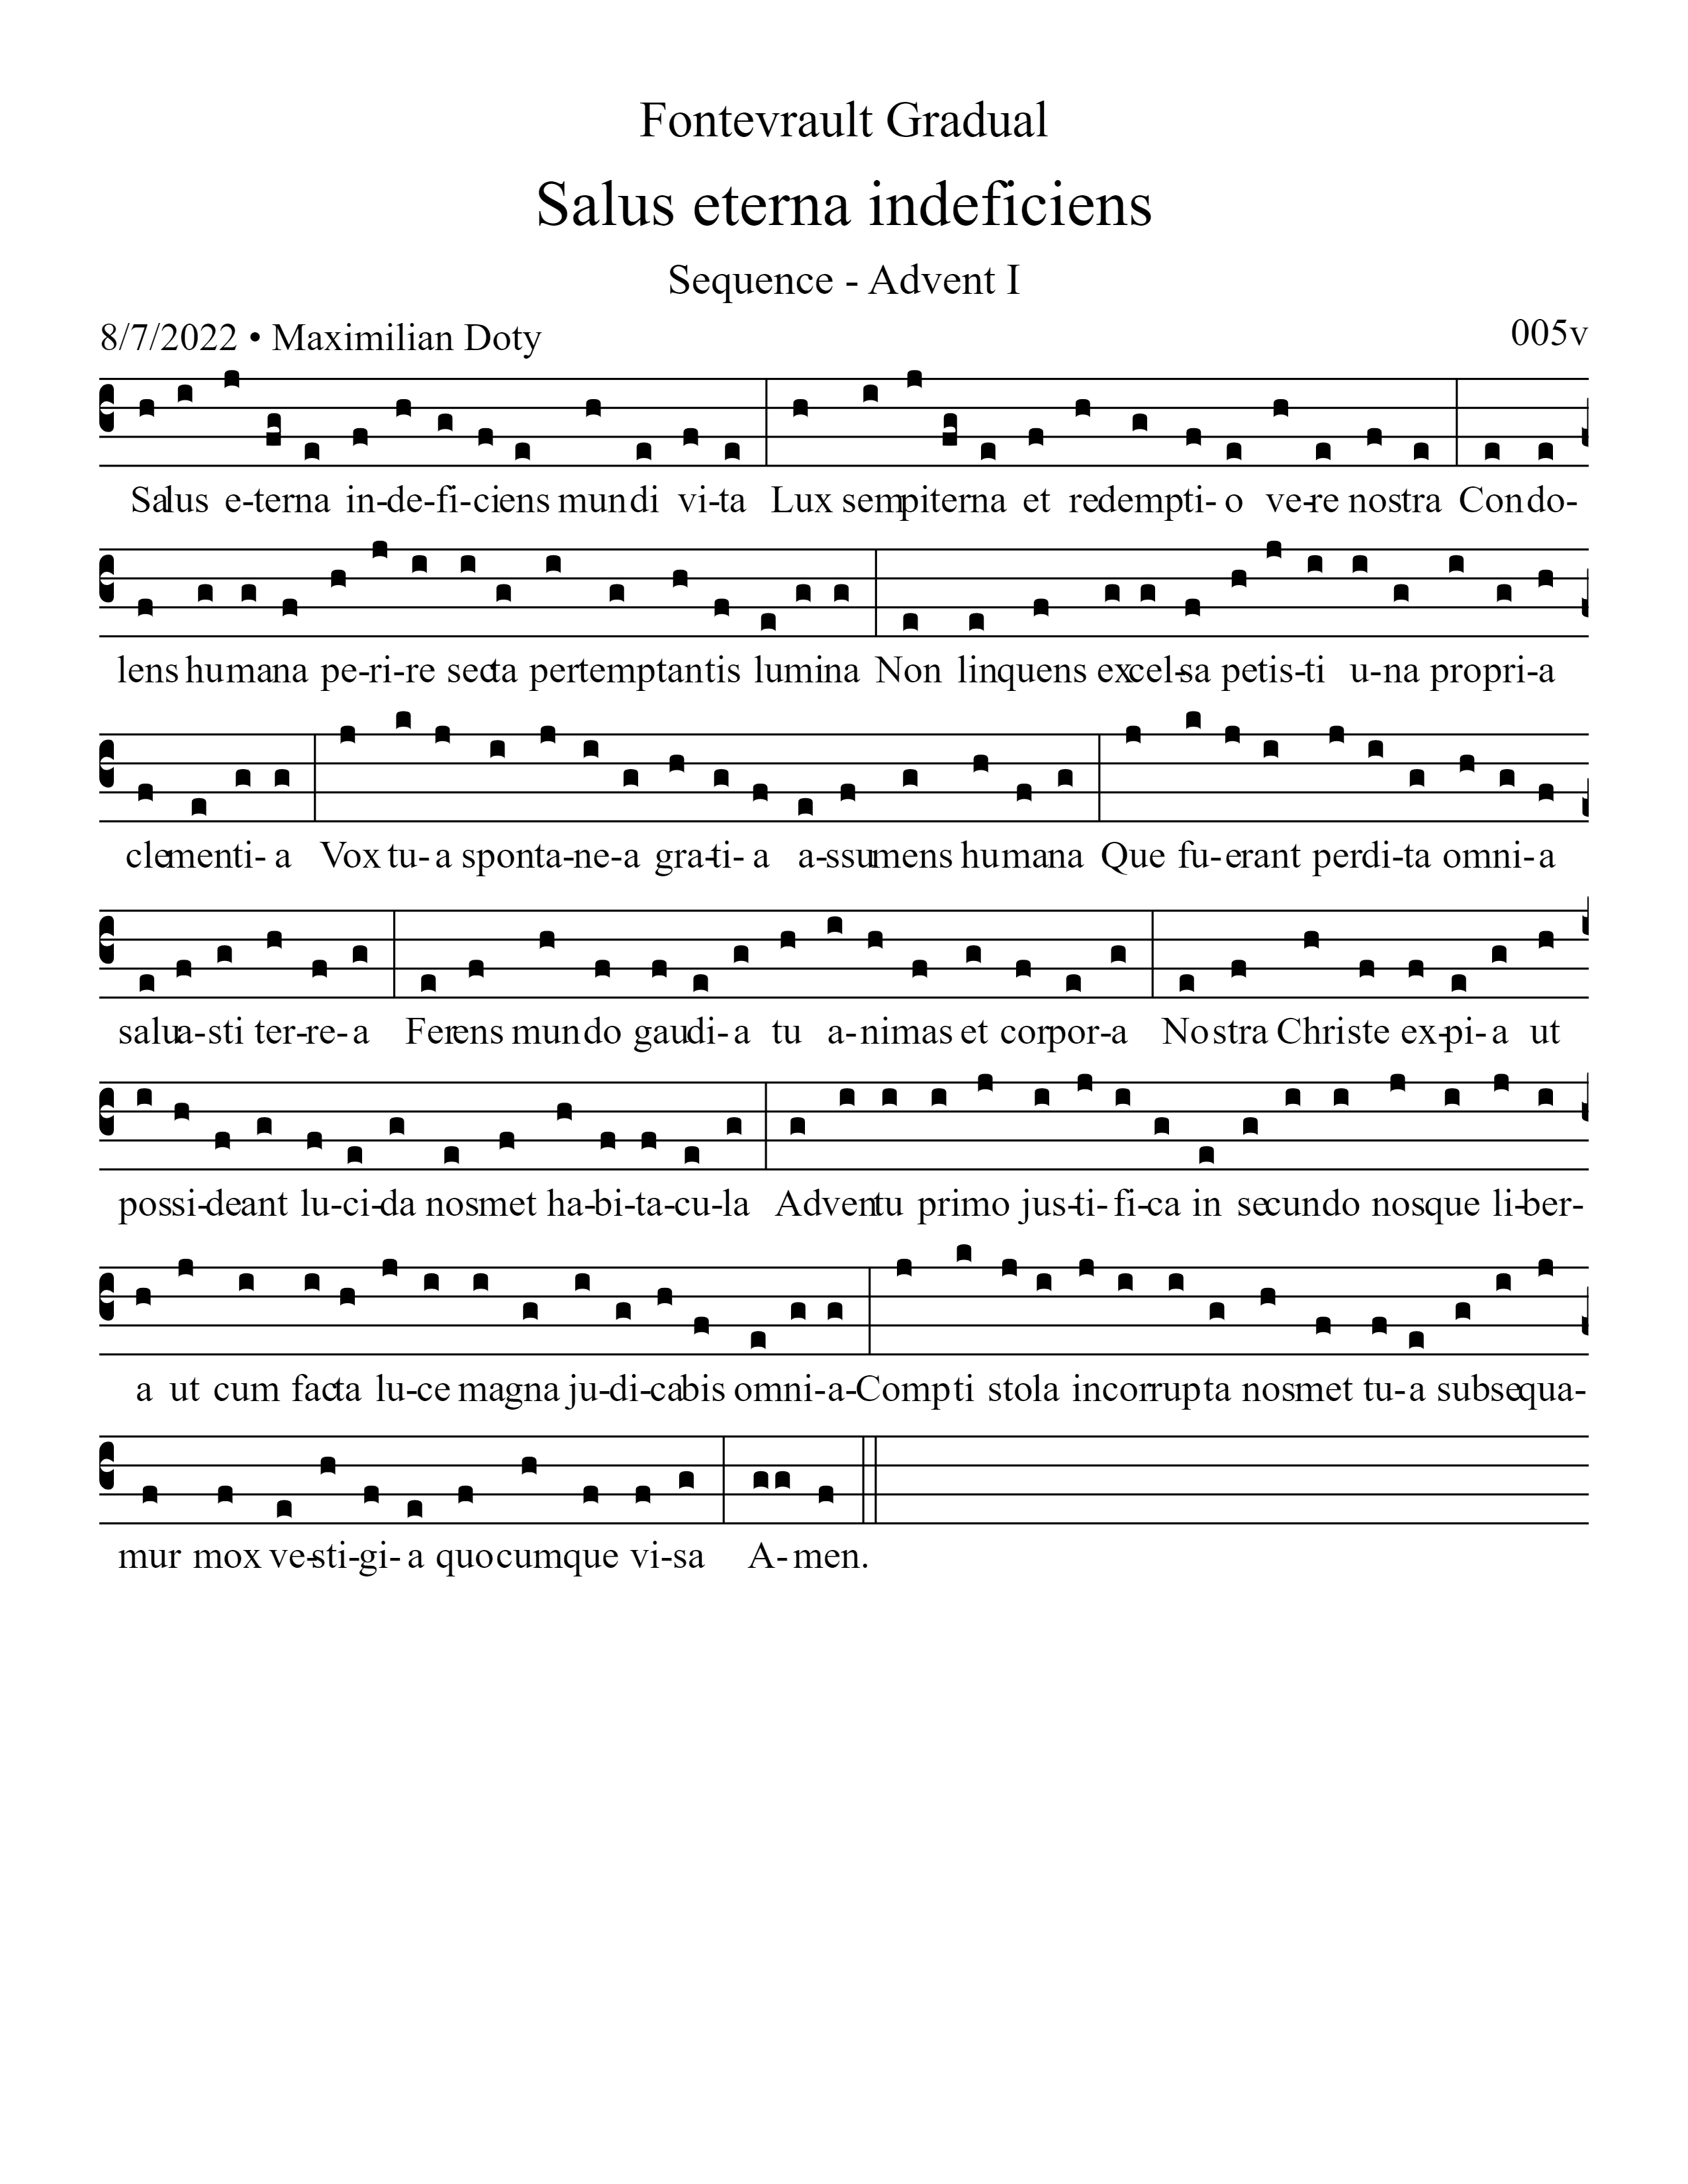 Fontevrault Gradual
Salus eterna indeficiens
Sequence - Advent I
8/7/2022 • Maximilian Doty 005v
Salus e-terna in-de-fi-ciens mundi vi-ta Lux sempiterna et redempti-o ve-re nostra Condo-
lens humana pe-ri-re secta pertemptantis lumina Non linquens excel-sa petis-ti u-na propri-a
clementi-a Vox tu-a sponta-ne-a gra-ti-a a-ssumens humana Que fu-erant perdi-ta omni-a
salua-sti ter-re-a Ferens mundo gaudi-a tu a-nimas et corpor-a Nostra Christe ex-pi-a ut
possi-deant lu-ci-da nosmet ha-bi-ta-cu-la Adventu primo jus-ti-fi-ca in secundo nosque li-ber-
a ut cum facta lu-ce magna ju-di-cabis omni-a-Compti stola incorrupta nosmet tu-a subsequa-
mur mox ve-sti-gi-a quocumque vi-sa A-men.